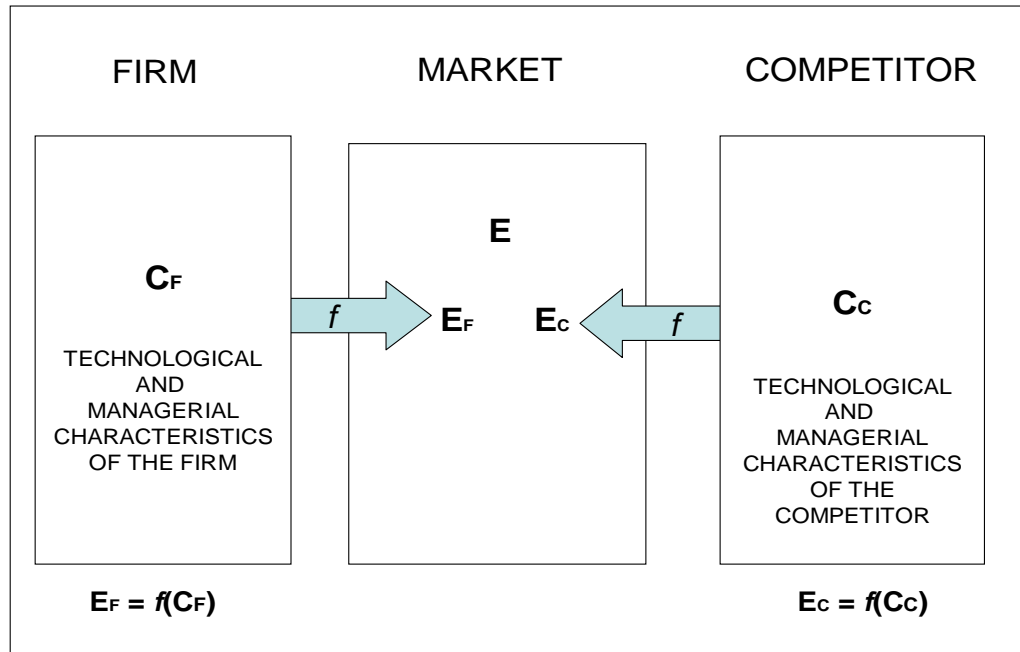 FIRM
MARKET
COMPETITOR
CF
TECHNOLOGICAL
AND
MANAGERIAL
CHARACTERISTICS
OF THE FIRM
f
E
EF
EC
f
CC
TECHNOLOGICAL
AND
MANAGERIAL
CHARACTERISTICS
OF THE
COMPETITOR
EF = f(CF)
EC = f(CC)